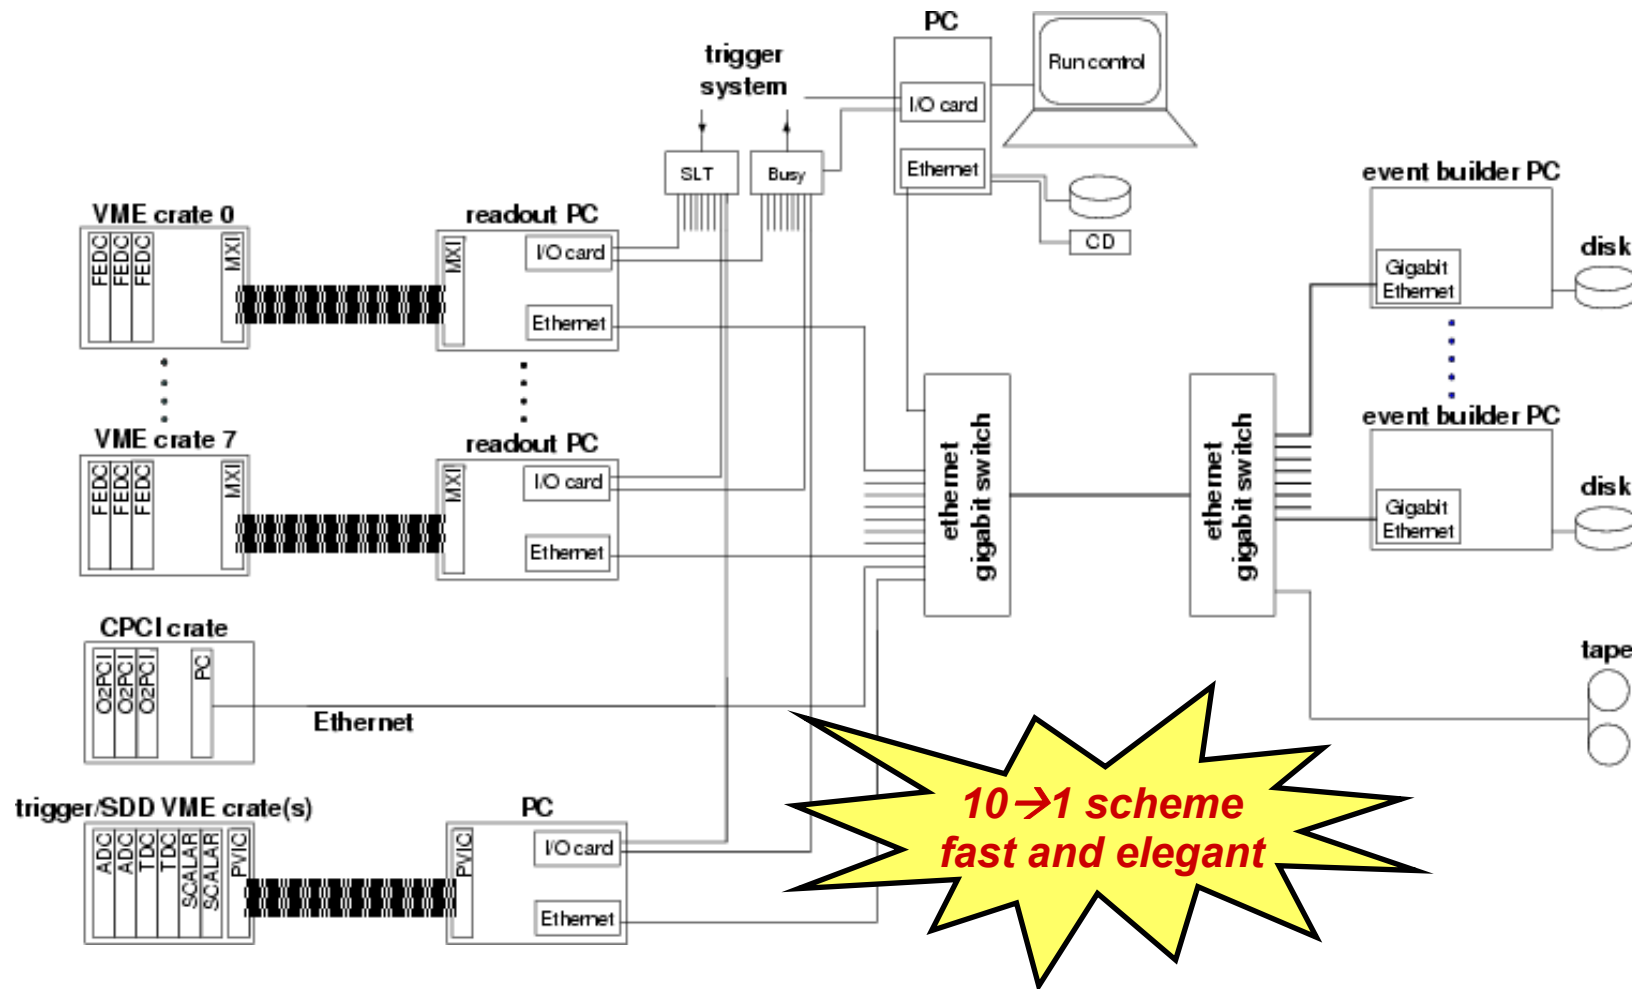 PC
trigger
system
Run control
I/O card
Ethernet
SLT
Busy
CD
VME crate 0
FEDC
FEDC
FEDC
MXI
readout PC
MXI
I/O card
Ethernet
event builder PC
Gigabit
Ethernet
disk
VME crate 7
FEDC
FEDC
FEDC
MXI
readout PC
MXI
I/O card
Ethernet
ethernet
gigabit switch
ethernet
gigabit switch
event builder PC
Gigabit
Ethernet
disk
CPCI crate
O2PCI
O2PCI
O2PCI
PC
Ethernet
tape
trigger/SDD VME crate(s)
ADC
ADC
TDC
TDC
SCALAR
SCALAR
PVIC
PC
PVIC
I/O card
Ethernet
10→1 scheme
fast and elegant